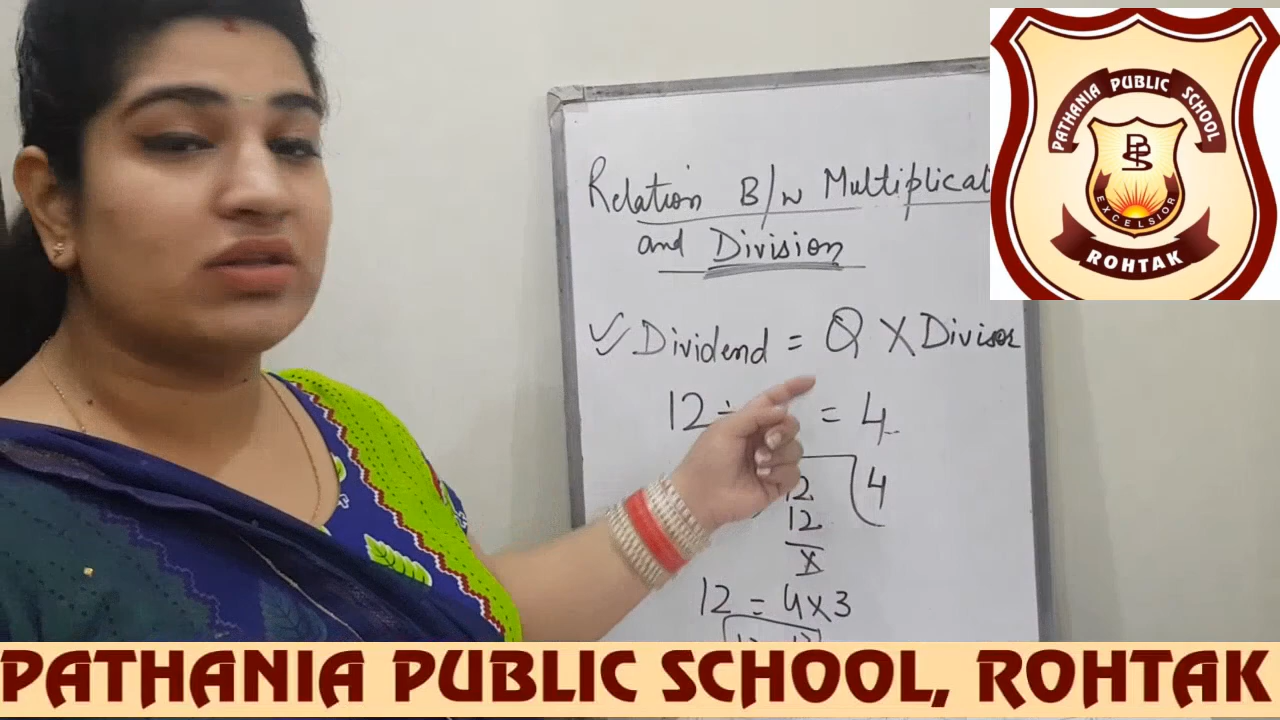 Relation B/w Multiplicat
and Division
✓ Dividend = Q X Divisor
12 ÷ = 4
12 4
12
x
12 = 4x3
PATHANIA PUBLIC SCHOOL
PBS
EXCELSIOR
ROHTAK
PATHANIA PUBLIC SCHOOL, ROHTAK